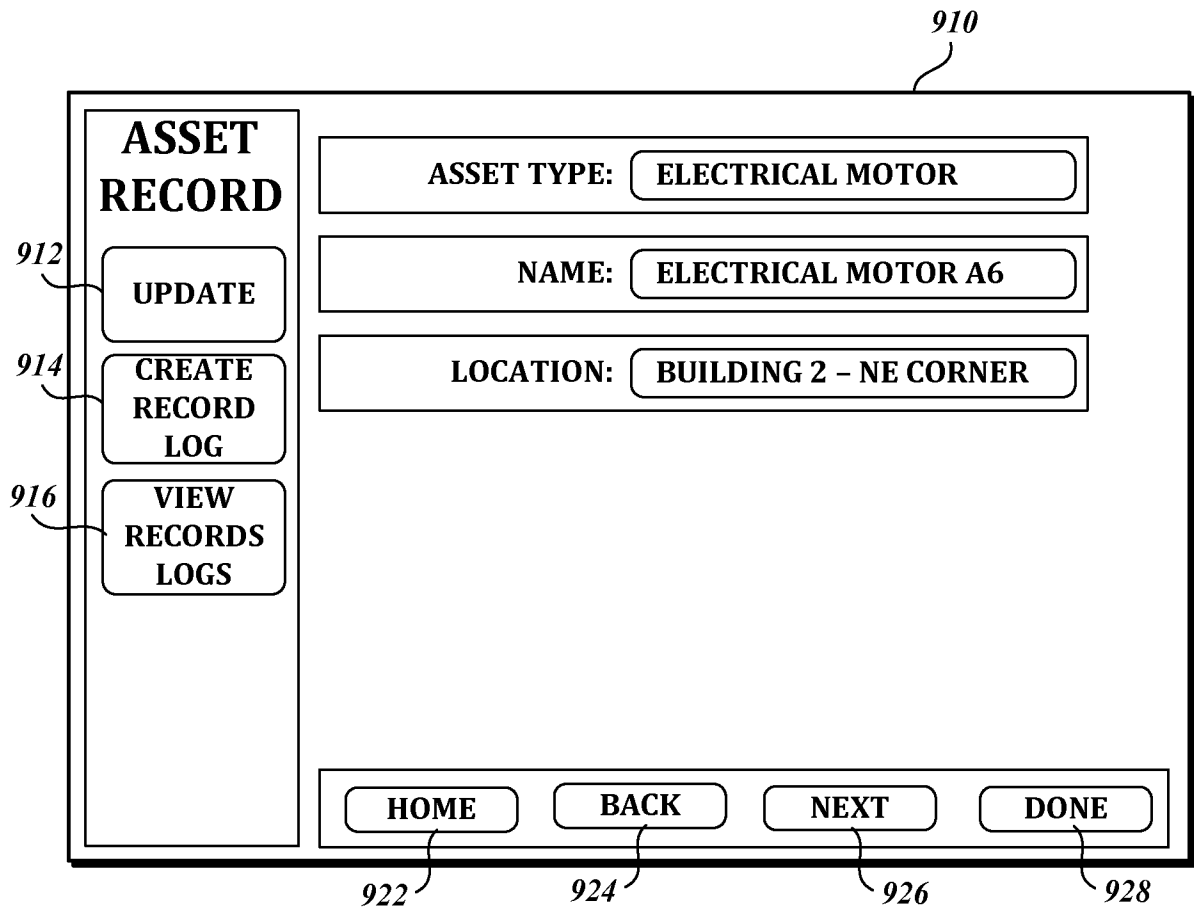 910
ASSET
RECORD
912
UPDATE
914
CREATE
RECORD
LOG
916
VIEW
RECORDS
LOGS
ASSET TYPE: ELECTRICAL MOTOR
NAME: ELECTRICAL MOTOR A6
LOCATION: BUILDING 2 – NE CORNER
HOME BACK NEXT DONE
922 924 926 928